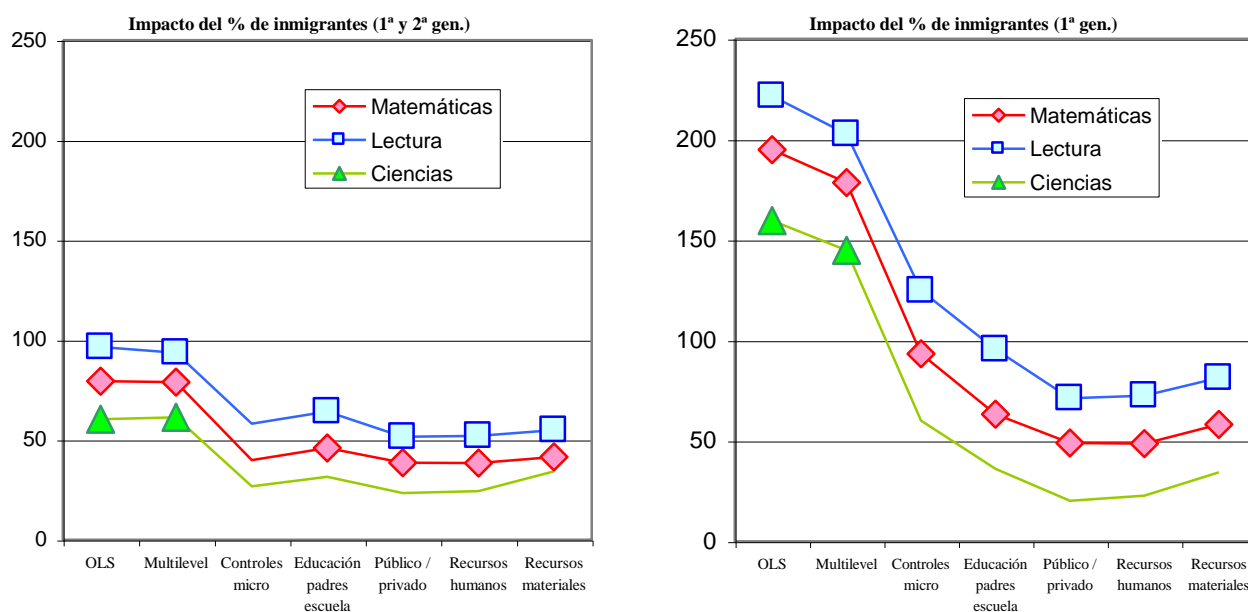 Impacto del % de inmigrantes (1ª y 2ª gen.)
250
200
150
100
50
0
Matemáticas
Lectura
Ciencias
OLS
Multilevel
Controles
micro
Educación
padres
escuela
Público /
privado
Recursos
humanos
Recursos
materiales
Impacto del % de inmigrantes (1ª gen.)
250
200
150
100
50
0
Matemáticas
Lectura
Ciencias
OLS
Multilevel
Controles
micro
Educación
padres
escuela
Público /
privado
Recursos
humanos
Recursos
materiales